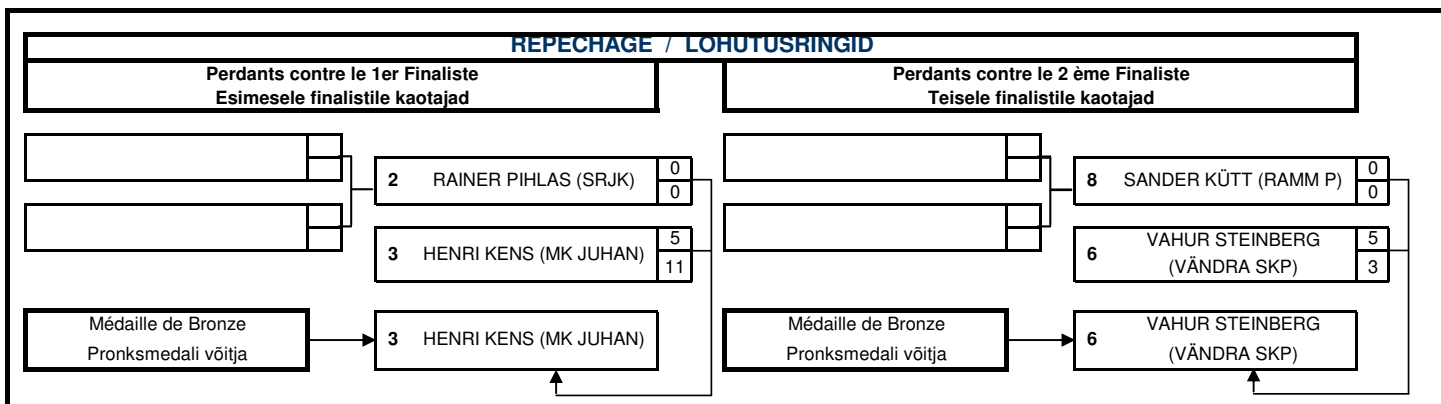 REPECHAGE / LOHUTUSRINGID
Perdants contre le 1er Finaliste
Esimesele finalistile kaotajad
Perdants contre le 2 ème Finaliste
Teisele finalistile kaotajad
2 RAINER PIHLAS (SRJK) 0
0
3 HENRI KENS (MK JUHAN) 5
11
Médaille de Bronze
Pronksmedali võitja
3 HENRI KENS (MK JUHAN)
8 SANDER KÜTT (RAMM P) 0
0
6 VAHUR STEINBERG 5
(VÄNDRA SKP) 3
Médaille de Bronze
Pronksmedali võitja
6 VAHUR STEINBERG
(VÄNDRA SKP)